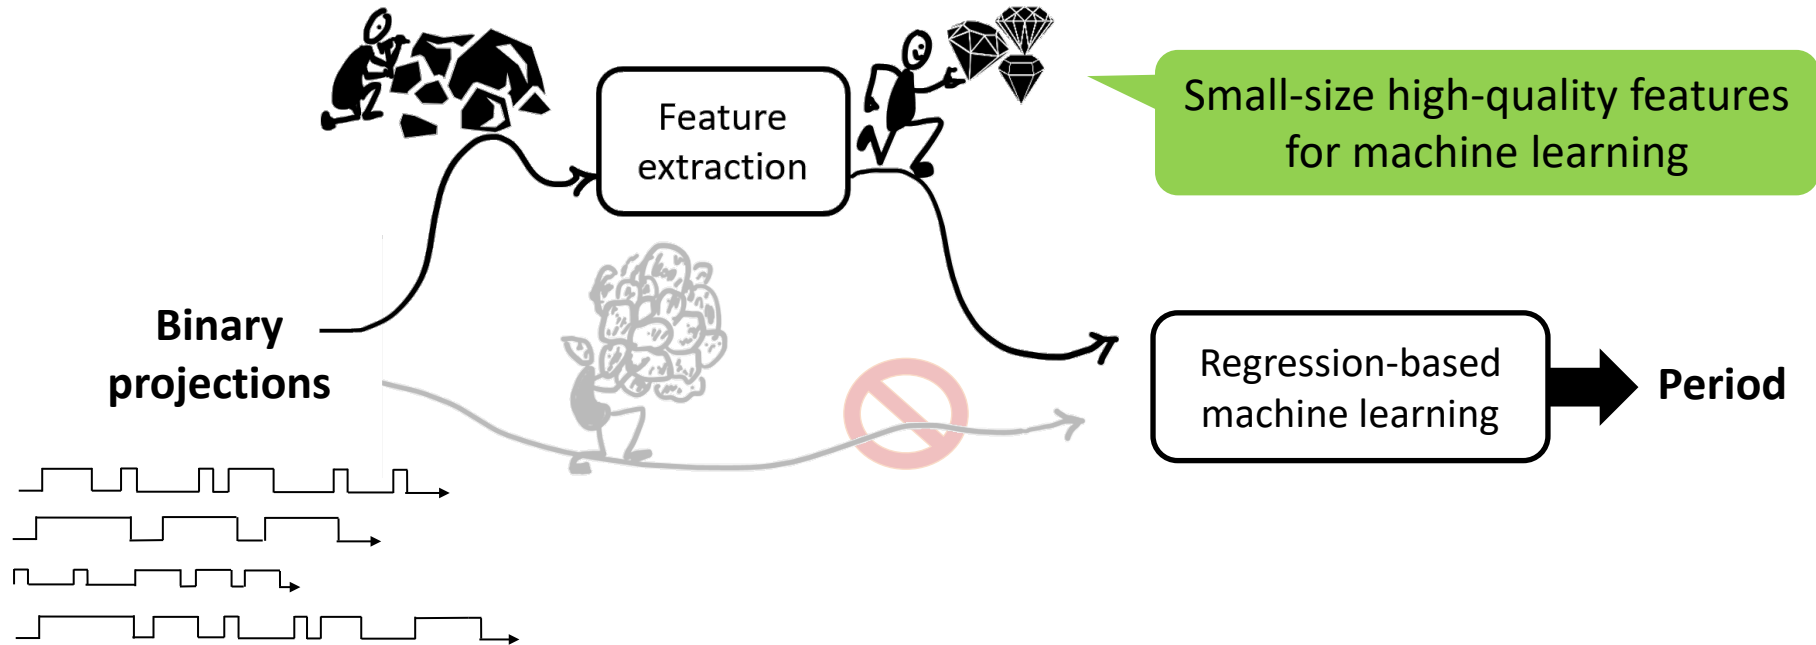 Feature
extraction
Small-size high-quality features
for machine learning
Binary
projections
Regression-based
machine learning
Period